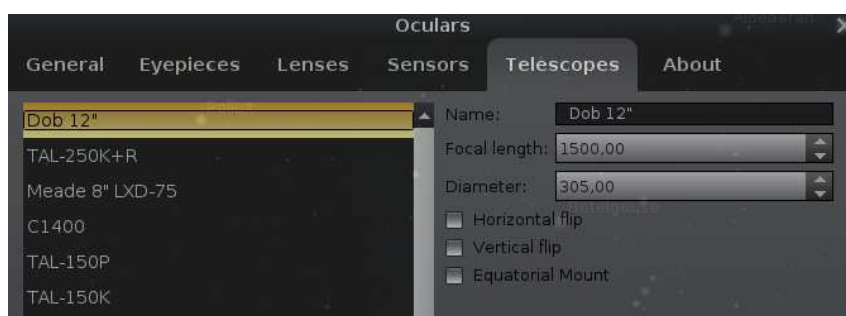 Oculars
General Eyepieces Lenses Sensors Telescopes About
Dob 12"
TAL-250K+R
Meade 8" LXD-75
C1400
TAL-150P
TAL-150K
Name: Dob 12"
Focal length: 1500,00
Diameter: 305,00
Horizontal flip
Vertical flip
Equatorial Mount